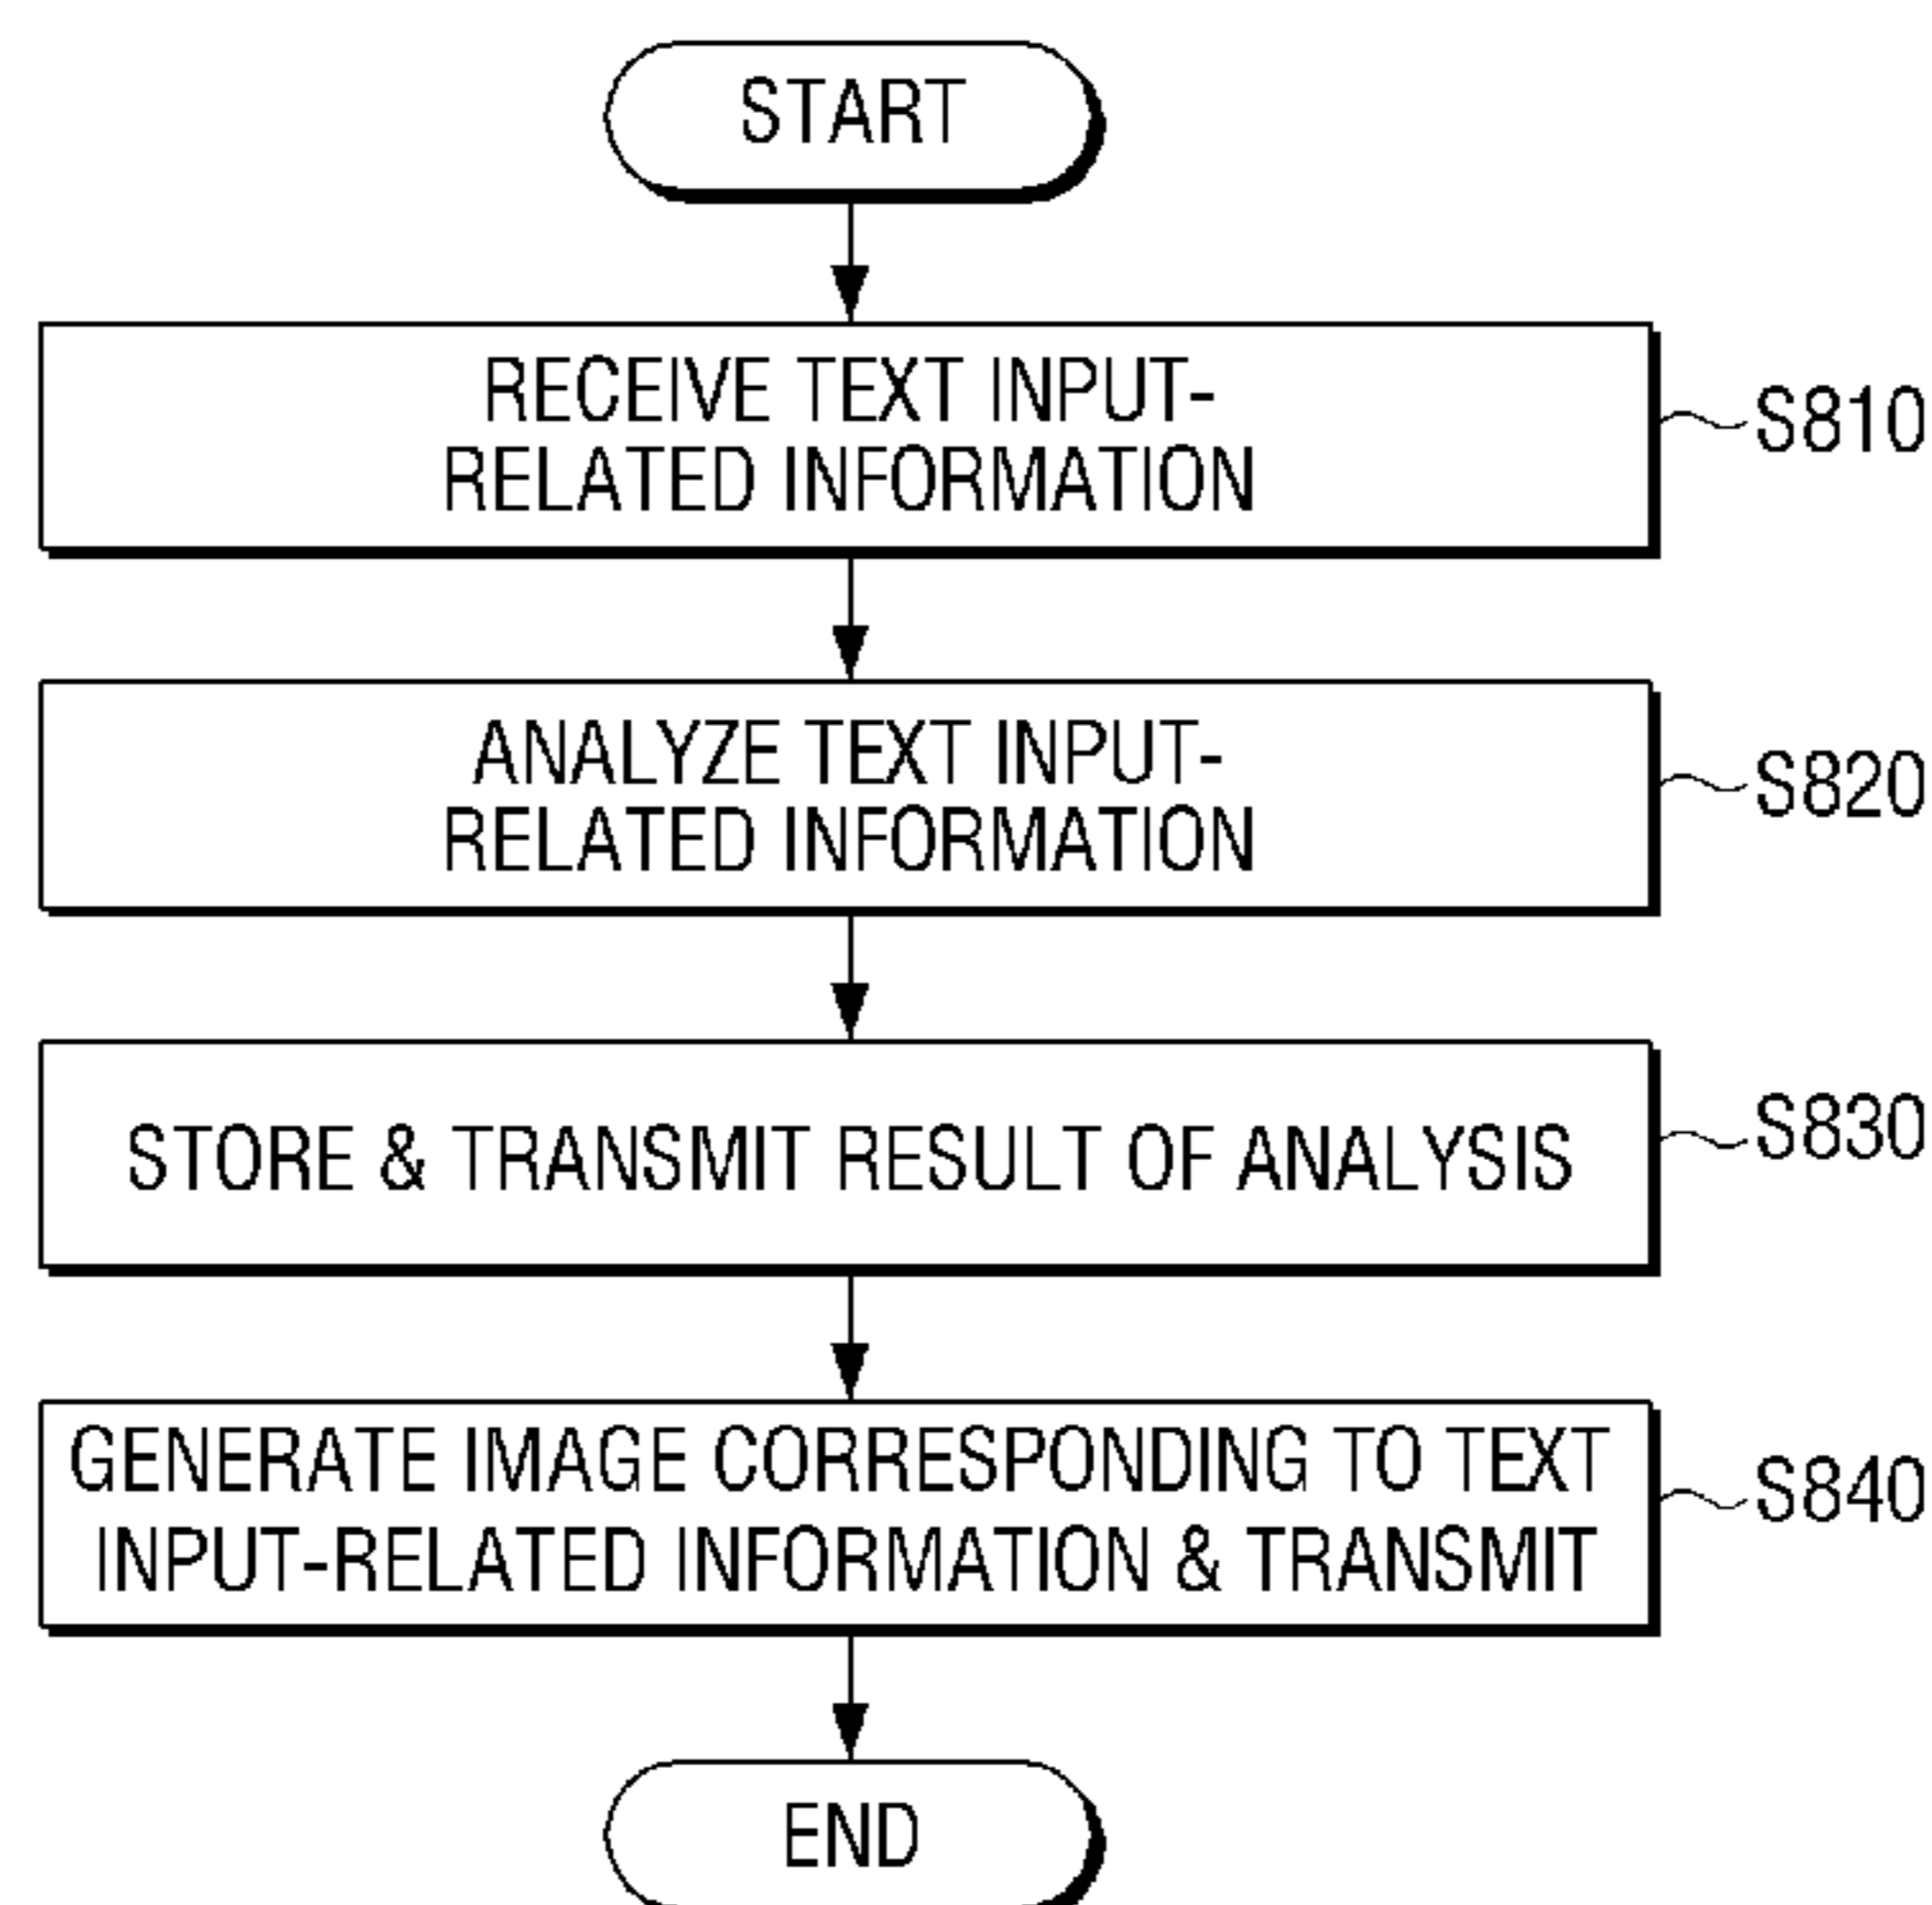 START
RECEIVE TEXT INPUT-
RELATED INFORMATION
S810
ANALYZE TEXT INPUT-
RELATED INFORMATION
S820
STORE & TRANSMIT RESULT OF ANALYSIS
S830
GENERATE IMAGE CORRESPONDING TO TEXT
INPUT-RELATED INFORMATION & TRANSMIT
S840
END